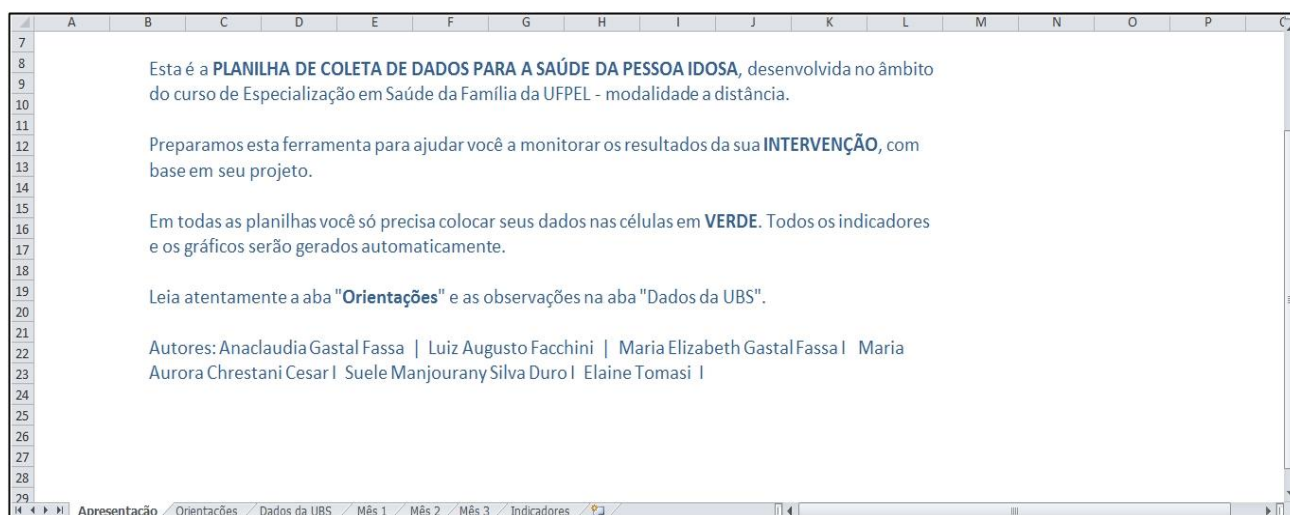 A B C D E F G H I J K L M N O P
7
8
9
10
11
12
13
14
15
16
17
18
19
20
21
22
23
24
25
26
27
28
29
Esta é a PLANILHA DE COLETA DE DADOS PARA A SAÚDE DA PESSOA IDOSA, desenvolvida no âmbito
do curso de Especialização em Saúde da Família da UFPEL - modalidade a distância.
Preparamos esta ferramenta para ajudar você a monitorar os resultados da sua INTERVENÇÃO, com
base em seu projeto.
Em todas as planilhas você só precisa colocar seus dados nas células em VERDE. Todos os indicadores
e os gráficos serão gerados automaticamente.
Leia atentamente a aba "Orientações" e as observações na aba "Dados da UBS".
Autores: Anaclaudia Gastal Fassa | Luiz Augusto Facchini | Maria Elizabeth Gastal Fassa I Maria
Aurora Chrestani Cesar I Suele Manjourany Silva Duro I Elaine Tomasi I
Apresentação Orientações Dados da UBS Mês 1 Mês 2 Mês 3 Indicadores